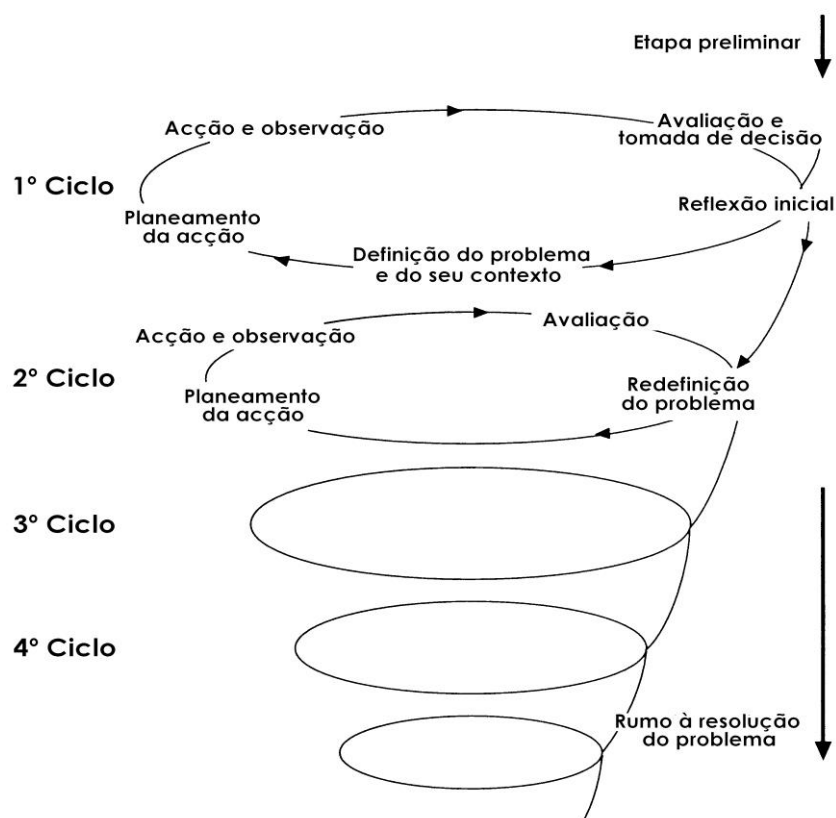 Etapa preliminar
Acção e observação
Avaliação e
tomada de decisão
1º Ciclo
Reflexão inicial
Planeamento
da acção
Definição do problema
e do seu contexto
Avaliação
Acção e observação
2º Ciclo
Planeamento
da acção
Redefinição
do problema
3º Ciclo
4º Ciclo
Rumo à resolução
do problema